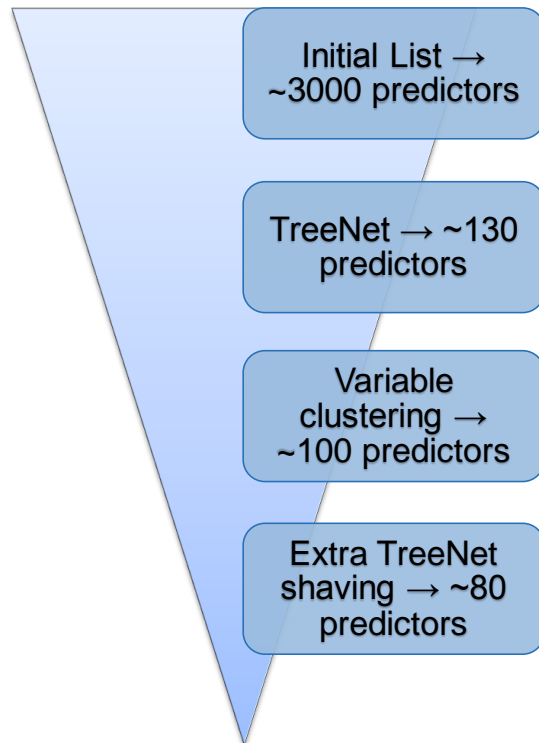 Initial List →
~3000 predictors
TreeNet → ~130
predictors
Variable
clustering →
~100 predictors
Extra TreeNet
shaving → ~80
predictors